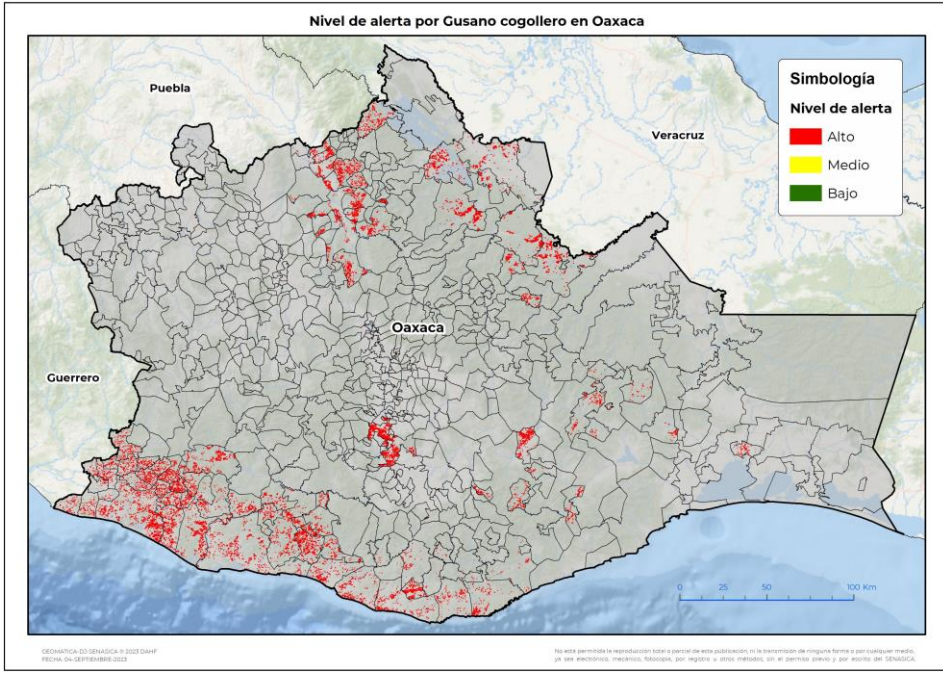 Nivel de alerta por Gusano cogollero en Oaxaca
Puebla
Veracruz
Simbología
Nivel de alerta
Alto
Medio
Bajo
Oaxaca
Guerrero
0 25 50 100 Km
GEOMATICA-DJ-SENASICA © 2023 DAHF
FECHA: 04-SEPTIEMBRE-2023
No está permitida la reproducción total o parcial de esta publicación, ni la transmisión de ninguna forma o por cualquier medio,
ya sea electrónico, mecánico, fotocopia, por registro u otros métodos, sin el permiso previo y por escrito del SENASICA.